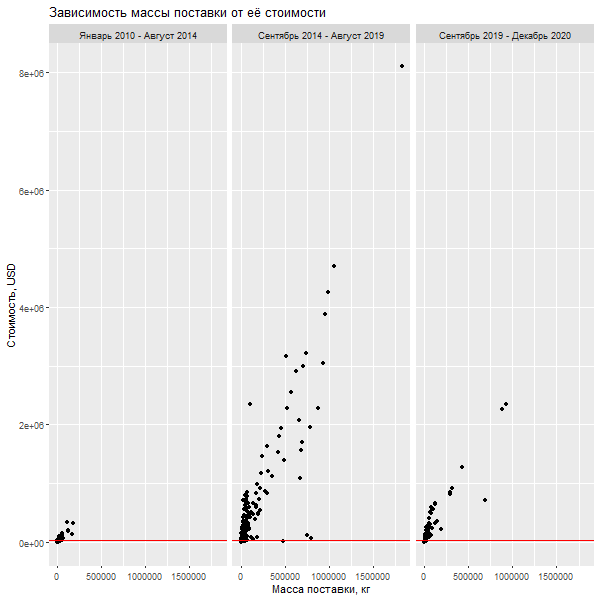 Зависимость массы поставки от её стоимости
Январь 2010 - Август 2014
Сентябрь 2014 - Август 2019
Сентябрь 2019 - Декабрь 2020
8e+06
6e+06
4e+06
2e+06
0e+00
Стоимость, USD
0 500000 1000000 1500000
0 500000 1000000 1500000
0 500000 1000000 1500000
Масса поставки, кг